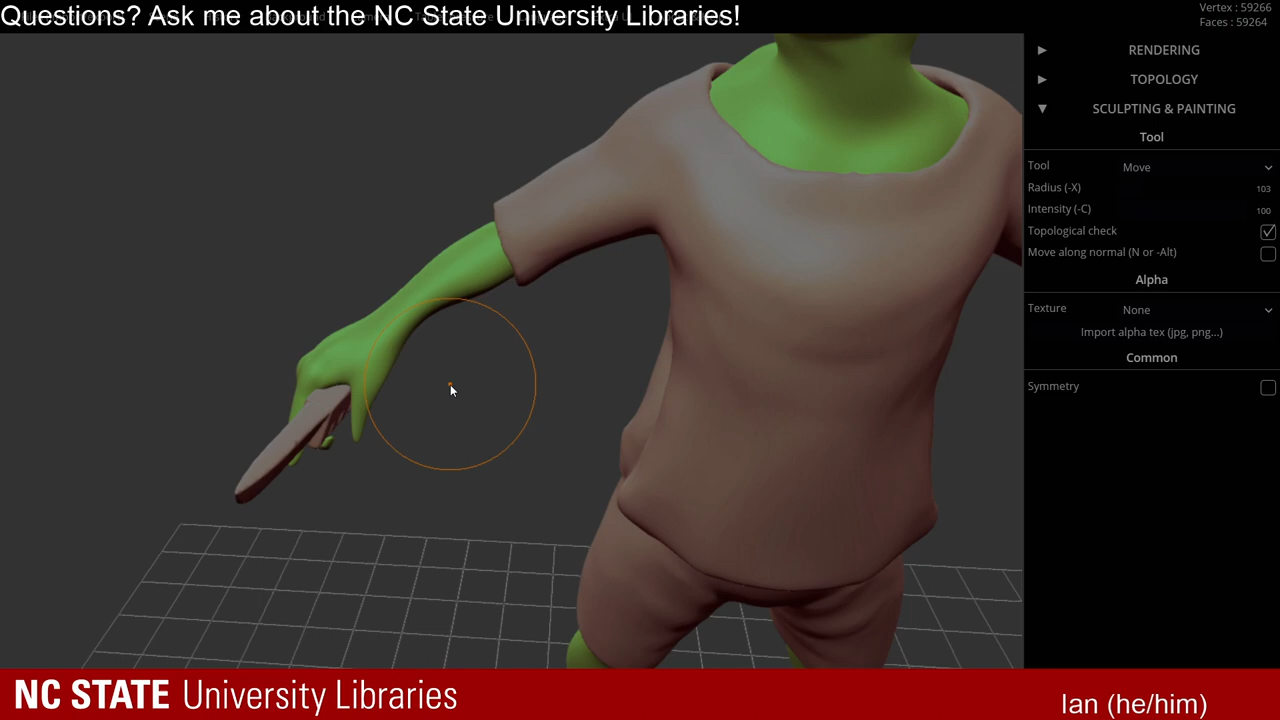 Questions? Ask me about the NC State University Libraries!
Vertex : 59266
Faces : 59264
RENDERING
TOPOLOGY
SCULPTING & PAINTING
Tool
Tool Move
Radius (-X) 103
Intensity (-C) 100
Topological check
Move along normal (N or -Alt)
Alpha
Texture None
Import alpha tex (jpg, png...)
Common
Symmetry
NC STATE University Libraries
Ian (he/him)